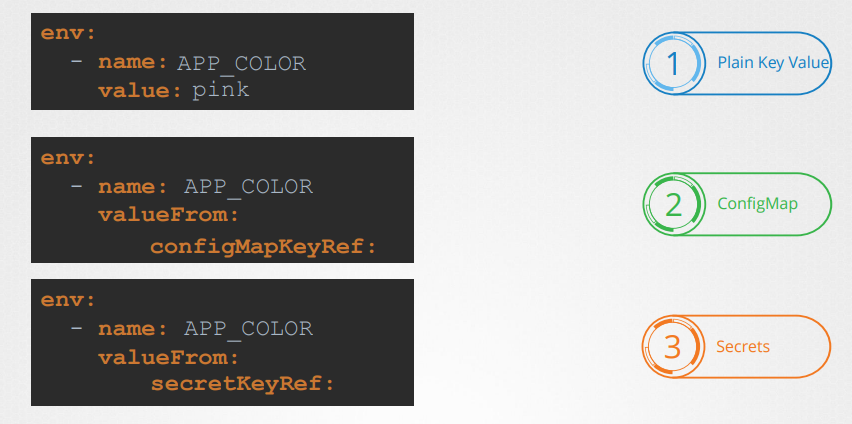 env:
- name: APP_COLOR
value: pink
1 Plain Key Value
env:
- name: APP_COLOR
valueFrom:
configMapKeyRef:
2 ConfigMap
env:
- name: APP_COLOR
valueFrom:
secretKeyRef:
3 Secrets